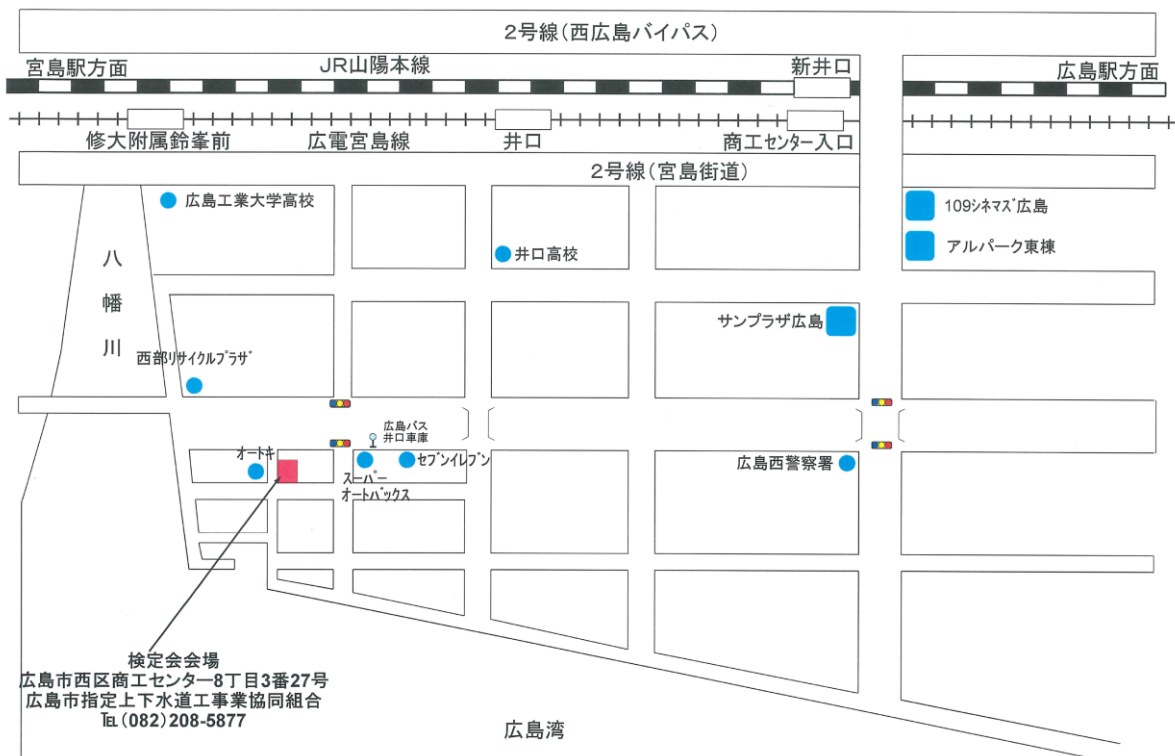 2号線(西広島バイパス)
宮島駅方面
JR山陽本線
新井口
広島駅方面
修大附属鈴峯前
広電宮島線
井口
商工センター入口
2号線(宮島街道)
広島工業大学高校
109シネマズ広島
井口高校
アルパーク東棟
八幡川
サンプラザ広島
西部リサイクルプラザ
広島バス
井口車庫
オートキ
セブンイレブン
スーパー
オートバックス
広島西警察署
検定会会場
広島市西区商工センター8丁目3番27号
広島市指定上下水道工事業協同組合
℡(082)208-5877
広島湾